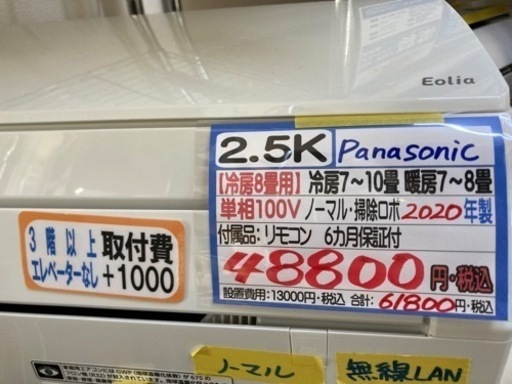 Eolia
2.5K Panasonic
【冷房8畳用】 冷房7～10畳 暖房7～8畳
単相100V ノーマル・掃除ロボ 2020年製
付属品：リモコン 6カ月保証付
48800円・税込
設置費用：13000円・税込 合計：61800円・税込
3階以上
エレベーターなし
取付費
+1000
ノーマル
無線LAN